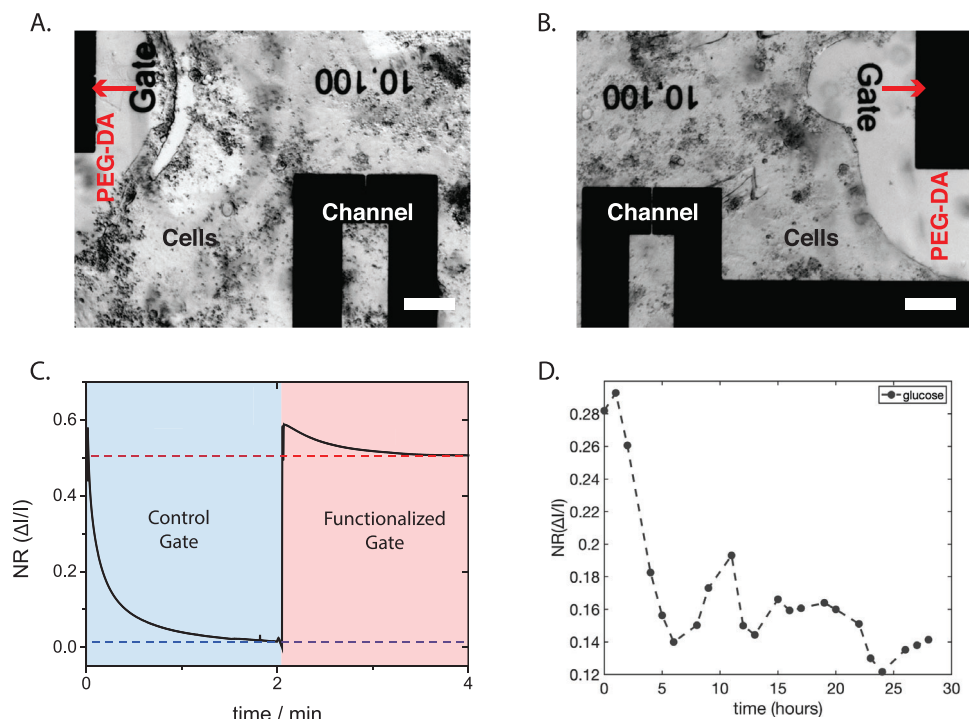 A.
Gate
PEG-DA
10,100
Channel
Cells
B.
10,100
Gate
PEG-DA
Channel
Cells
C.
NR (ΔI/I)
0.6
0.4
0.2
0.0
Control
Gate
Functionalized
Gate
0
2
4
time / min
D.
NR(ΔI/I)
0.28
0.26
0.24
0.22
0.20
0.18
0.16
0.14
0.12
glucose
0
5
10
15
20
25
30
time (hours)